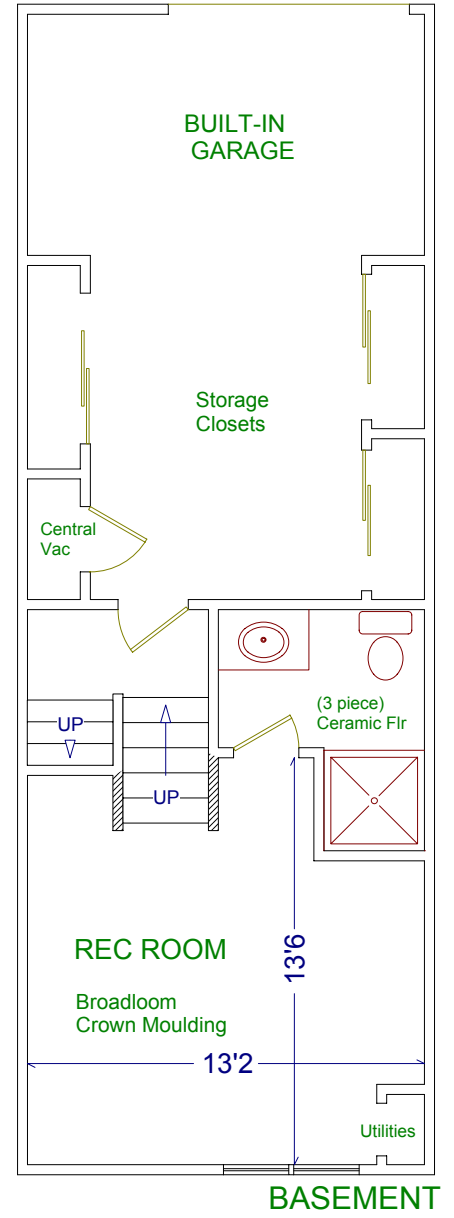 BUILT-IN
GARAGE
Storage
Closets
Central
Vac
(3 piece)
Ceramic Flr
UP
UP
REC ROOM
13'6
Broadloom
Crown Moulding
13'2
Utilities
BASEMENT